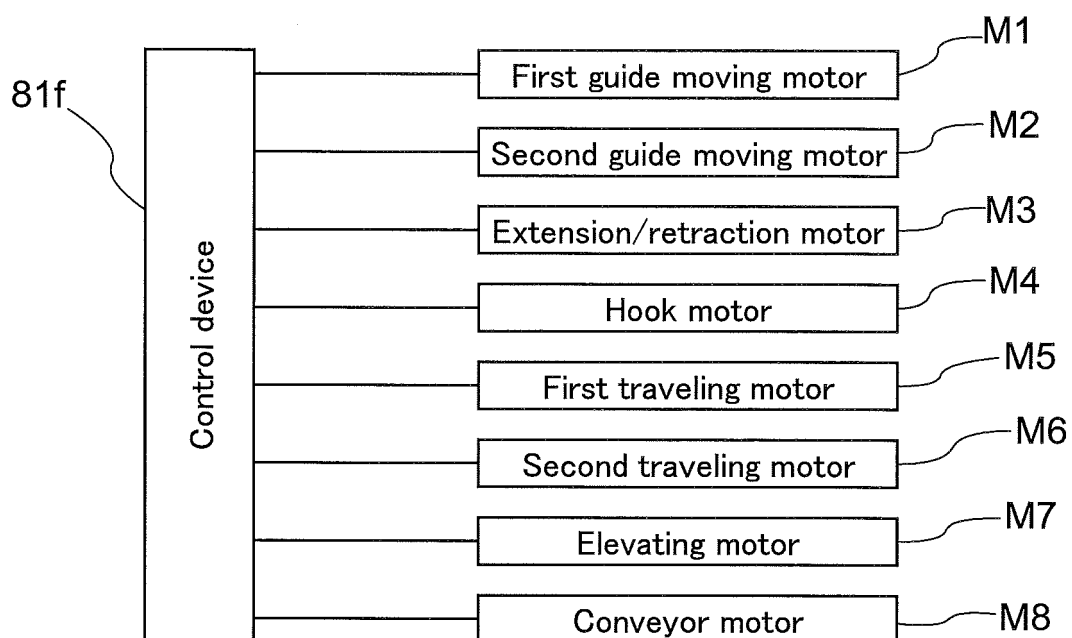 M1
First guide moving motor
81f
M2
Second guide moving motor
M3
Extension/retraction motor
Control device
M4
Hook motor
M5
First traveling motor
M6
Second traveling motor
M7
Elevating motor
M8
Conveyor motor